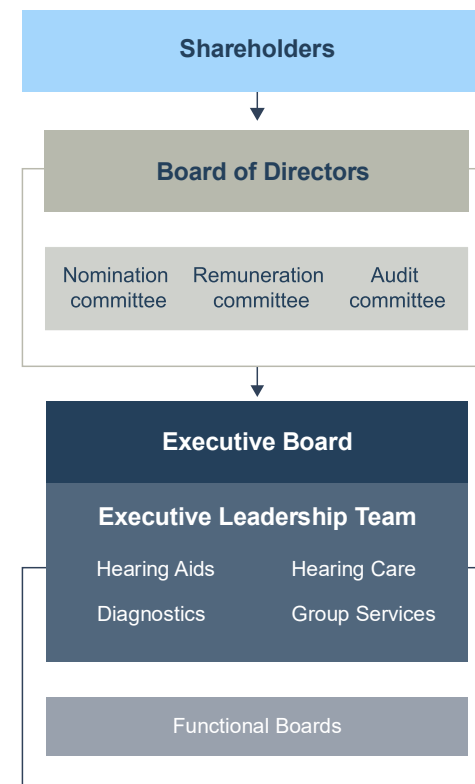 Shareholders
Board of Directors
Nomination committee
Remuneration committee
Audit committee
Executive Board
Executive Leadership Team
Hearing Aids
Hearing Care
Diagnostics
Group Services
Functional Boards